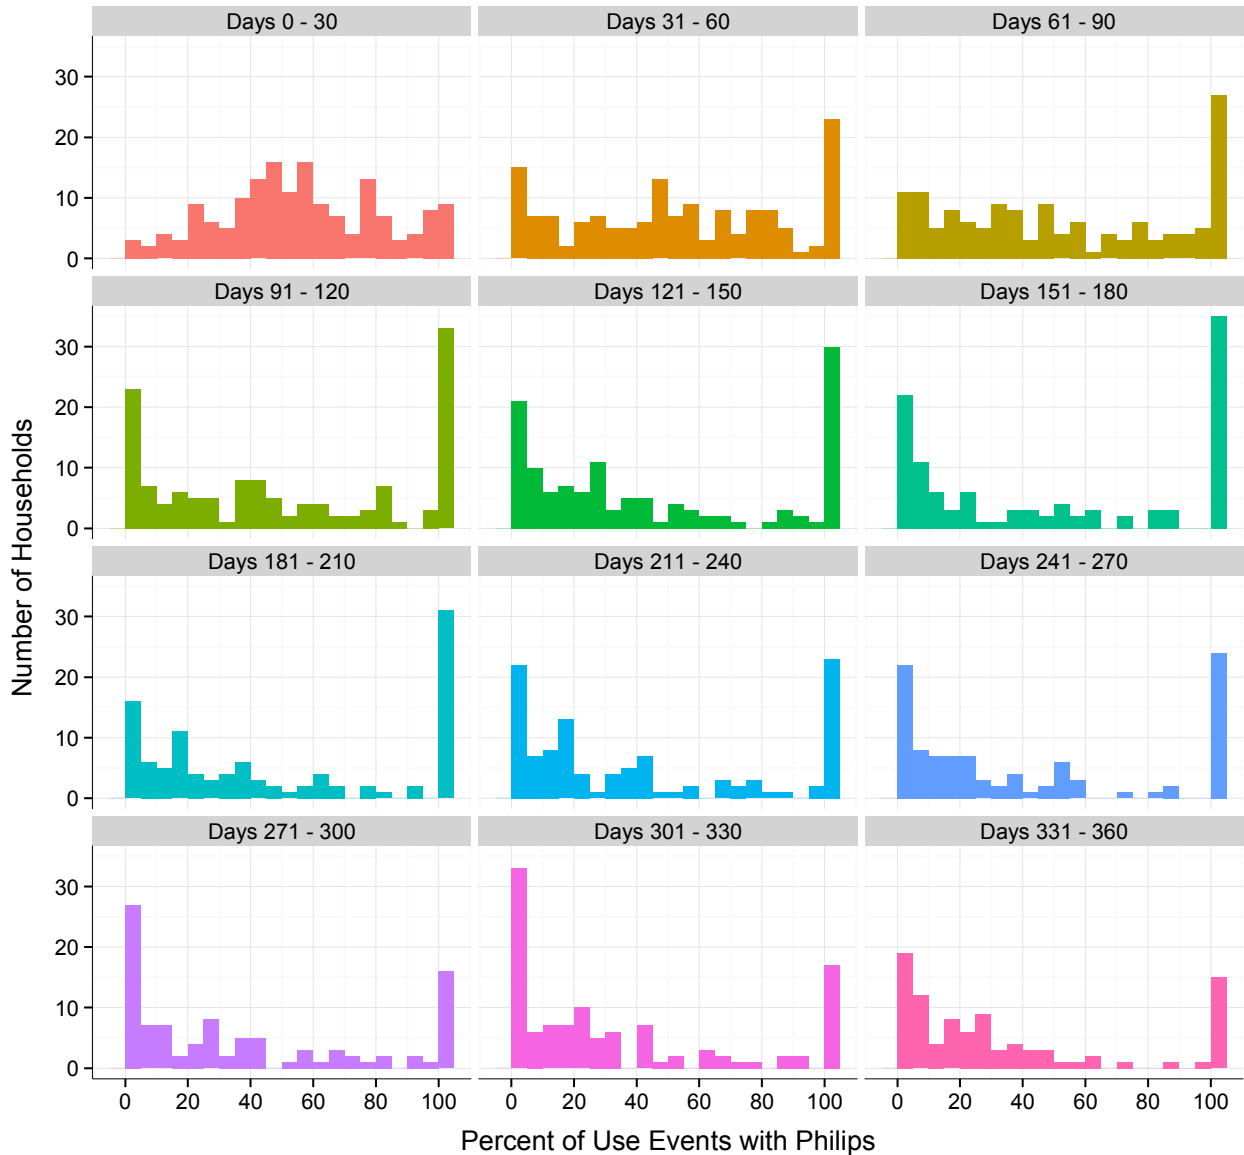 Days 0 - 30
Days 31 - 60
Days 61 - 90
30
20
10
0
Days 91 - 120
Days 121 - 150
Days 151 - 180
30
20
10
0
Days 181 - 210
Days 211 - 240
Days 241 - 270
30
20
10
0
Days 271 - 300
Days 301 - 330
Days 331 - 360
30
20
10
0
0 20 40 60 80 100
0 20 40 60 80 100
0 20 40 60 80 100
Number of Households
Percent of Use Events with Philips